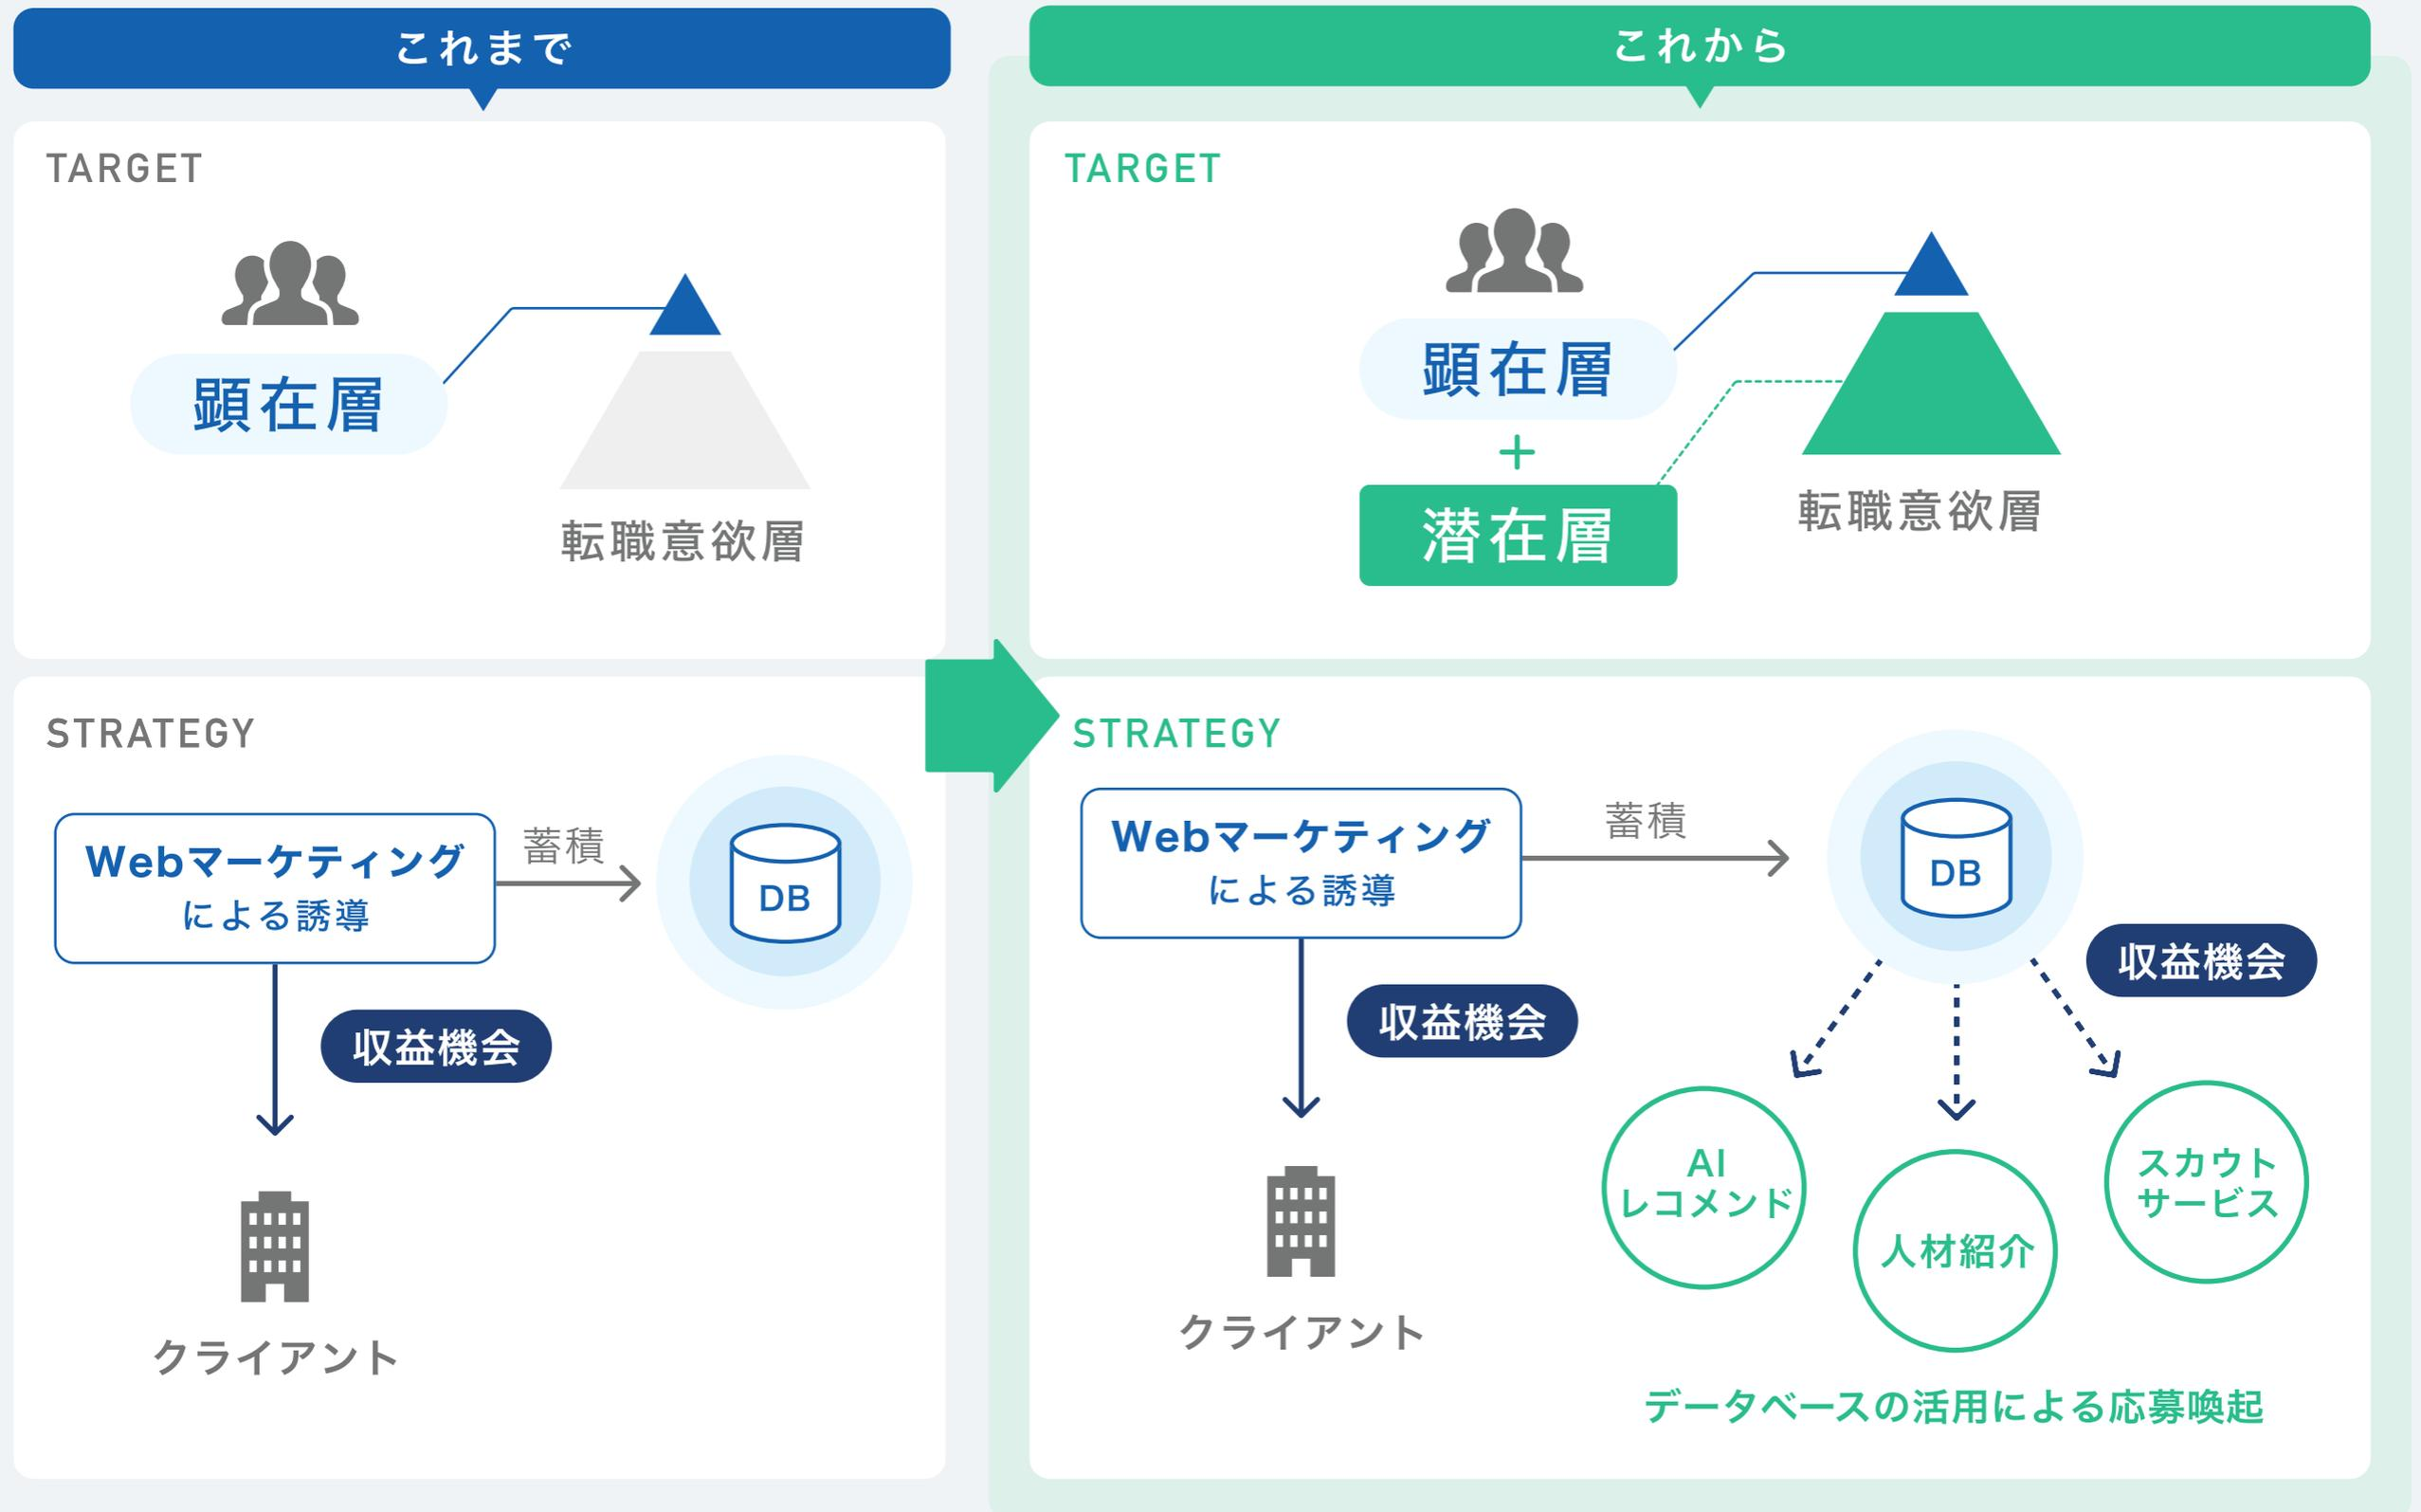 これまで
TARGET
顕在層
転職意欲層
STRATEGY
Webマーケティング
による誘導
蓄積
DB
収益機会
クライアント
これから
TARGET
顕在層
+
潜在層
転職意欲層
STRATEGY
Webマーケティング
による誘導
蓄積
DB
収益機会
収益機会
クライアント
AI
レコメンド
人材紹介
スカウト
サービス
データベースの活用による応募喚起